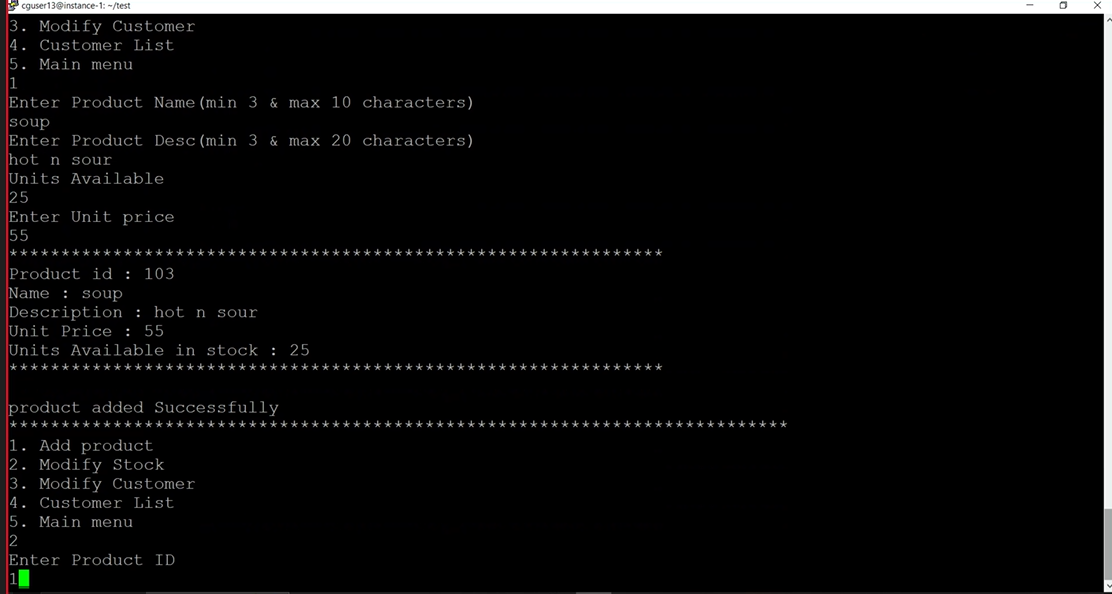 cguser13@instance-1: ~/test
3. Modify Customer
4. Customer List
5. Main menu
1
Enter Product Name(min 3 & max 10 characters)
soup
Enter Product Desc(min 3 & max 20 characters)
hot n sour
Units Available
25
Enter Unit price
55
***************************************************************
Product id : 103
Name : soup
Description : hot n sour
Unit Price : 55
Units Available in stock : 25
***************************************************************
product added Successfully
***************************************************************************
1. Add product
2. Modify Stock
3. Modify Customer
4. Customer List
5. Main menu
2
Enter Product ID
1